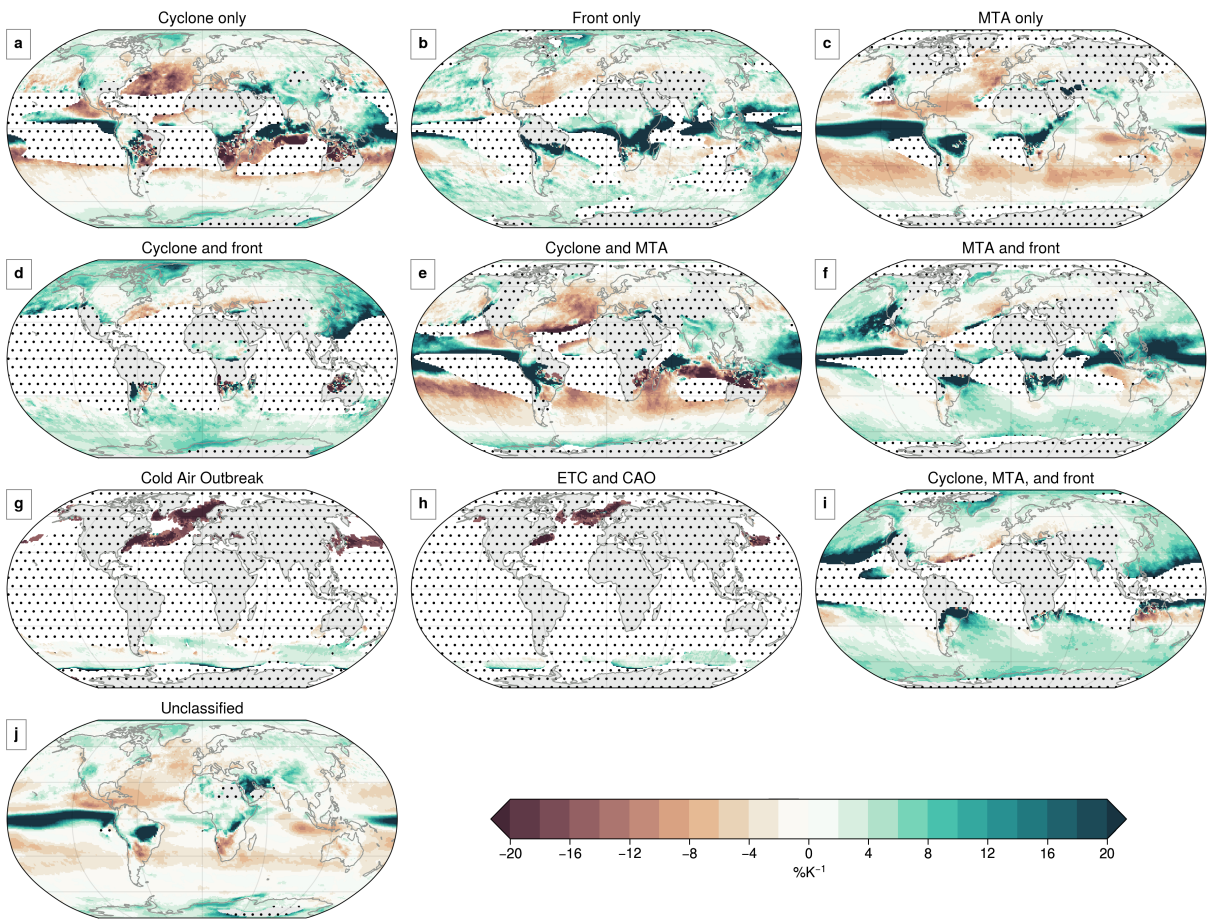 Cyclone only
Front only
MTA only
a
b
c
Cyclone and front
Cyclone and MTA
MTA and front
d
e
f
Cold Air Outbreak
ETC and CAO
Cyclone, MTA, and front
g
h
i
Unclassified
j
−20 −16 −12 −8 −4 0 4 8 12 16 20
%K⁻¹